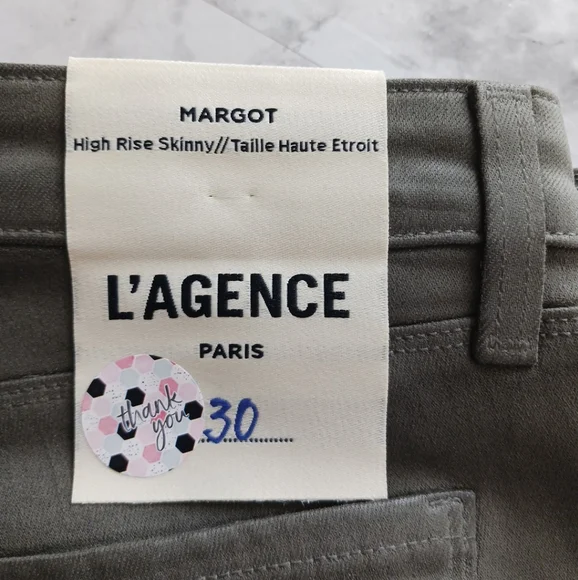 MARGOT
High Rise Skinny//Taille Haute Etroit
L'AGENCE
PARIS
thank
you
30